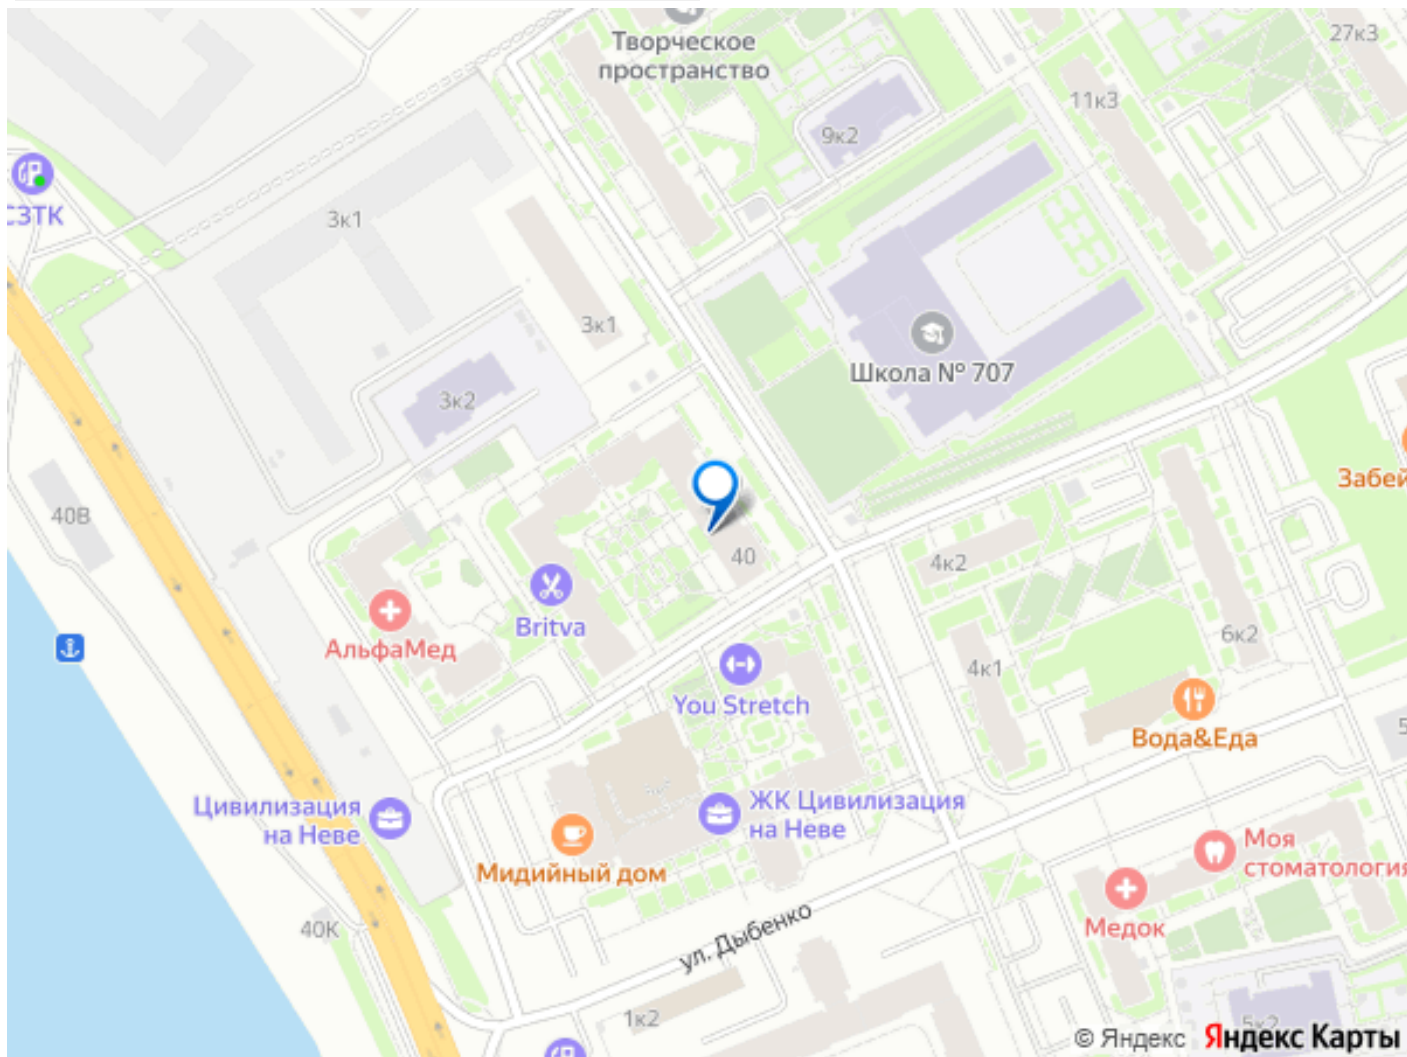 Творческое
пространство
27к3
11к3
9к2
СЗТК
3к1
3к1
Школа № 707
3к2
Забей
40В
40
4к2
Britva
АльфаМед
6к2
4к1
You Stretch
Вода&Еда
Цивилизация
на Неве
ЖК Цивилизация
на Неве
Моя
стоматология
Мидийный дом
Медок
40К
ул. Дыбенко
1к2
5к2
© Яндекс Яндекс Карты